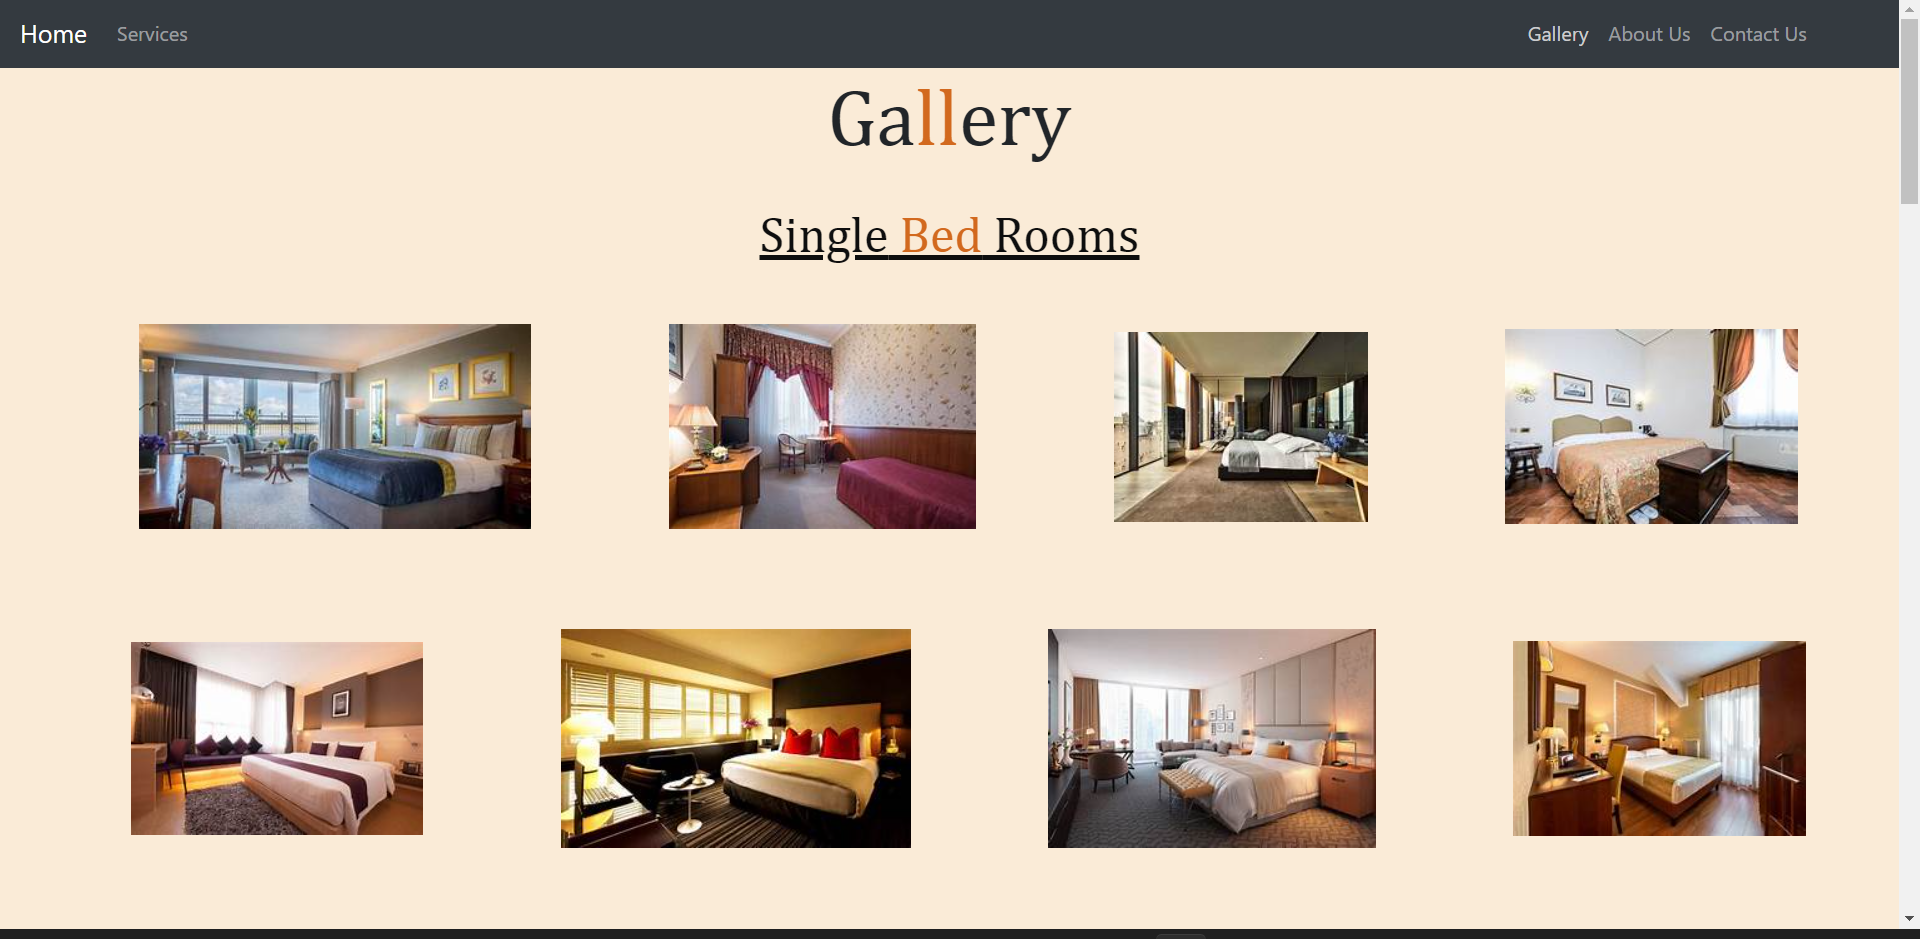 Home Services Gallery About Us Contact Us
Gallery
Single Bed Rooms